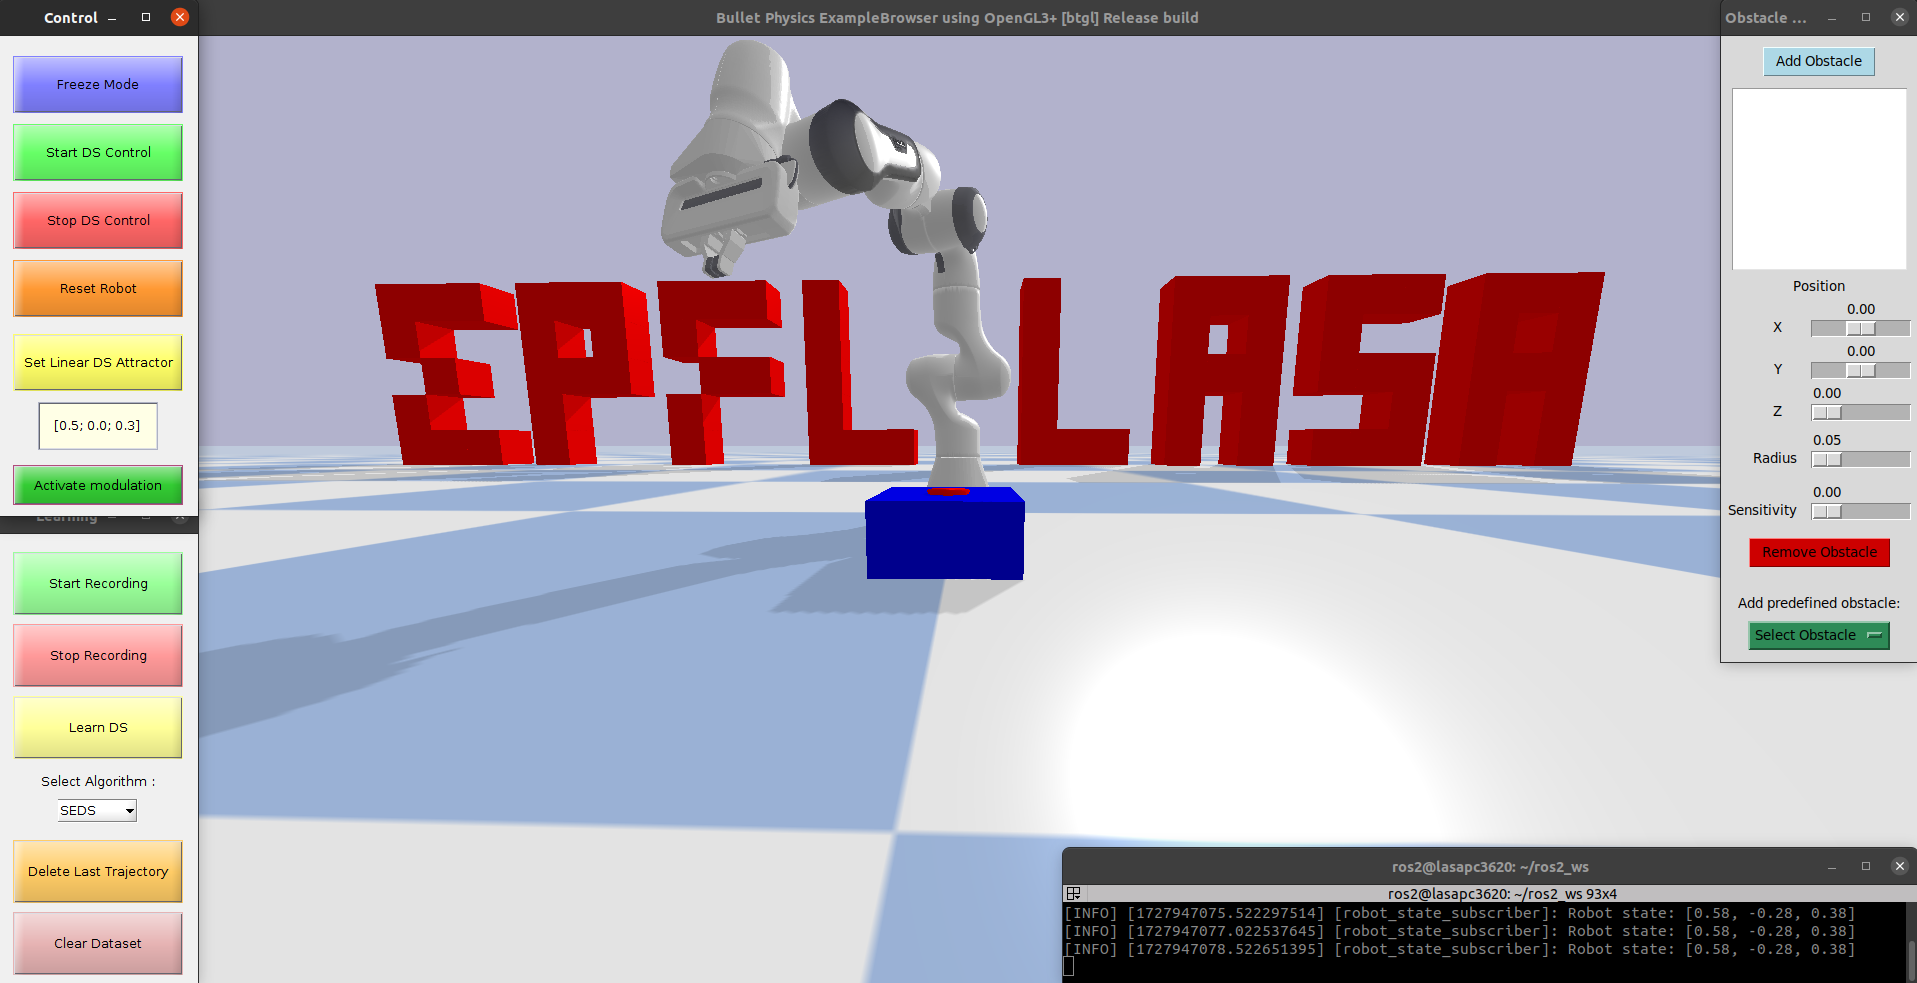 Control
Freeze Mode
Start DS Control
Stop DS Control
Reset Robot
Set Linear DS Attractor
[0.5; 0.0; 0.3]
Activate modulation
Learning
Start Recording
Stop Recording
Learn DS
Select Algorithm :
SEDS
Delete Last Trajectory
Clear Dataset
Bullet Physics ExampleBrowser using OpenGL3+ [btgl] Release build
EPFL LASA
Obstacle ...
Add Obstacle
Position
0.00
X
0.00
Y
0.00
Z
0.05
Radius
0.00
Sensitivity
Remove Obstacle
Add predefined obstacle:
Select Obstacle
ros2@lasapc3620: ~/ros2_ws
ros2@lasapc3620: ~/ros2_ws 93x4
[INFO] [1727947075.522297514] [robot_state_subscriber]: Robot state: [0.58, -0.28, 0.38]
[INFO] [1727947077.022537645] [robot_state_subscriber]: Robot state: [0.58, -0.28, 0.38]
[INFO] [1727947078.522651395] [robot_state_subscriber]: Robot state: [0.58, -0.28, 0.38]